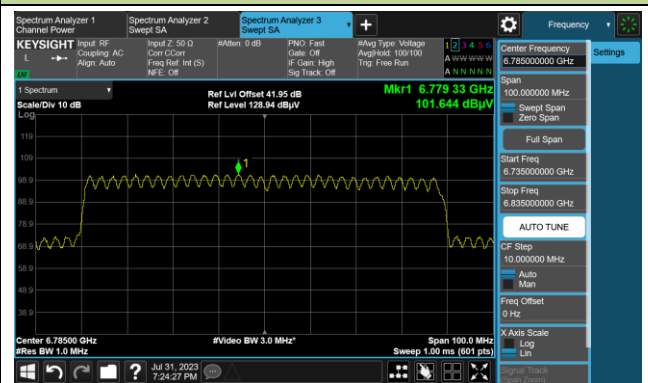 Spectrum Analyzer 1
Channel Power
Spectrum Analyzer 2
Swept SA
Spectrum Analyzer 3
Swept SA
Frequency
KEYSIGHT
L
Input: RF
Coupling: AC
Align: Auto
Input Z: 50 Ω
Corr CCorr
Freq Ref: Int (S)
NFE: Off
#Atten: 0 dB
PNO: Fast
Gate: Off
IF Gain: High
Sig Track: Off
#Avg Type: Voltage
Avg|Hold: 100/100
Trig: Free Run
1 2 3 4 5 6
A W W W W W
A N N N N N
1 Spectrum
Scale/Div 10 dB
Log
Ref Lvl Offset 41.95 dB
Ref Level 128.94 dBµV
Mkr1 6.779 33 GHz
101.644 dBµV
119
109
1
98.9
88.9
78.9
68.9
58.9
48.9
38.9
Center 6.78500 GHz
#Res BW 1.0 MHz
#Video BW 3.0 MHz*
Span 100.0 MHz
Sweep 1.00 ms (601 pts)
Center Frequency
6.785000000 GHz
Settings
Span
100.000000 MHz
Swept Span
Zero Span
Full Span
Start Freq
6.735000000 GHz
Stop Freq
6.835000000 GHz
AUTO TUNE
CF Step
10.000000 MHz
Auto
Man
Freq Offset
0 Hz
X Axis Scale
Log
Lin
Signal Track
(Span Zoom)
Jul 31, 2023
7:24:27 PM